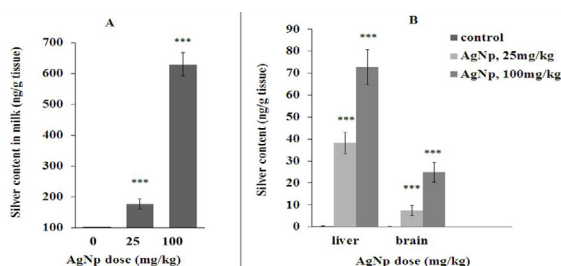 A
Silver content in milk (ng/g tissue)
700
600
500
400
300
200
100
***
***
0 25 100
AgNp dose (mg/kg)
B
Silver content (ng/g tissue)
90
80
70
60
50
40
30
20
10
0
control
AgNp, 25mg/kg
AgNp, 100mg/kg
***
***
***
***
liver brain
AgNp dose (mg/kg)